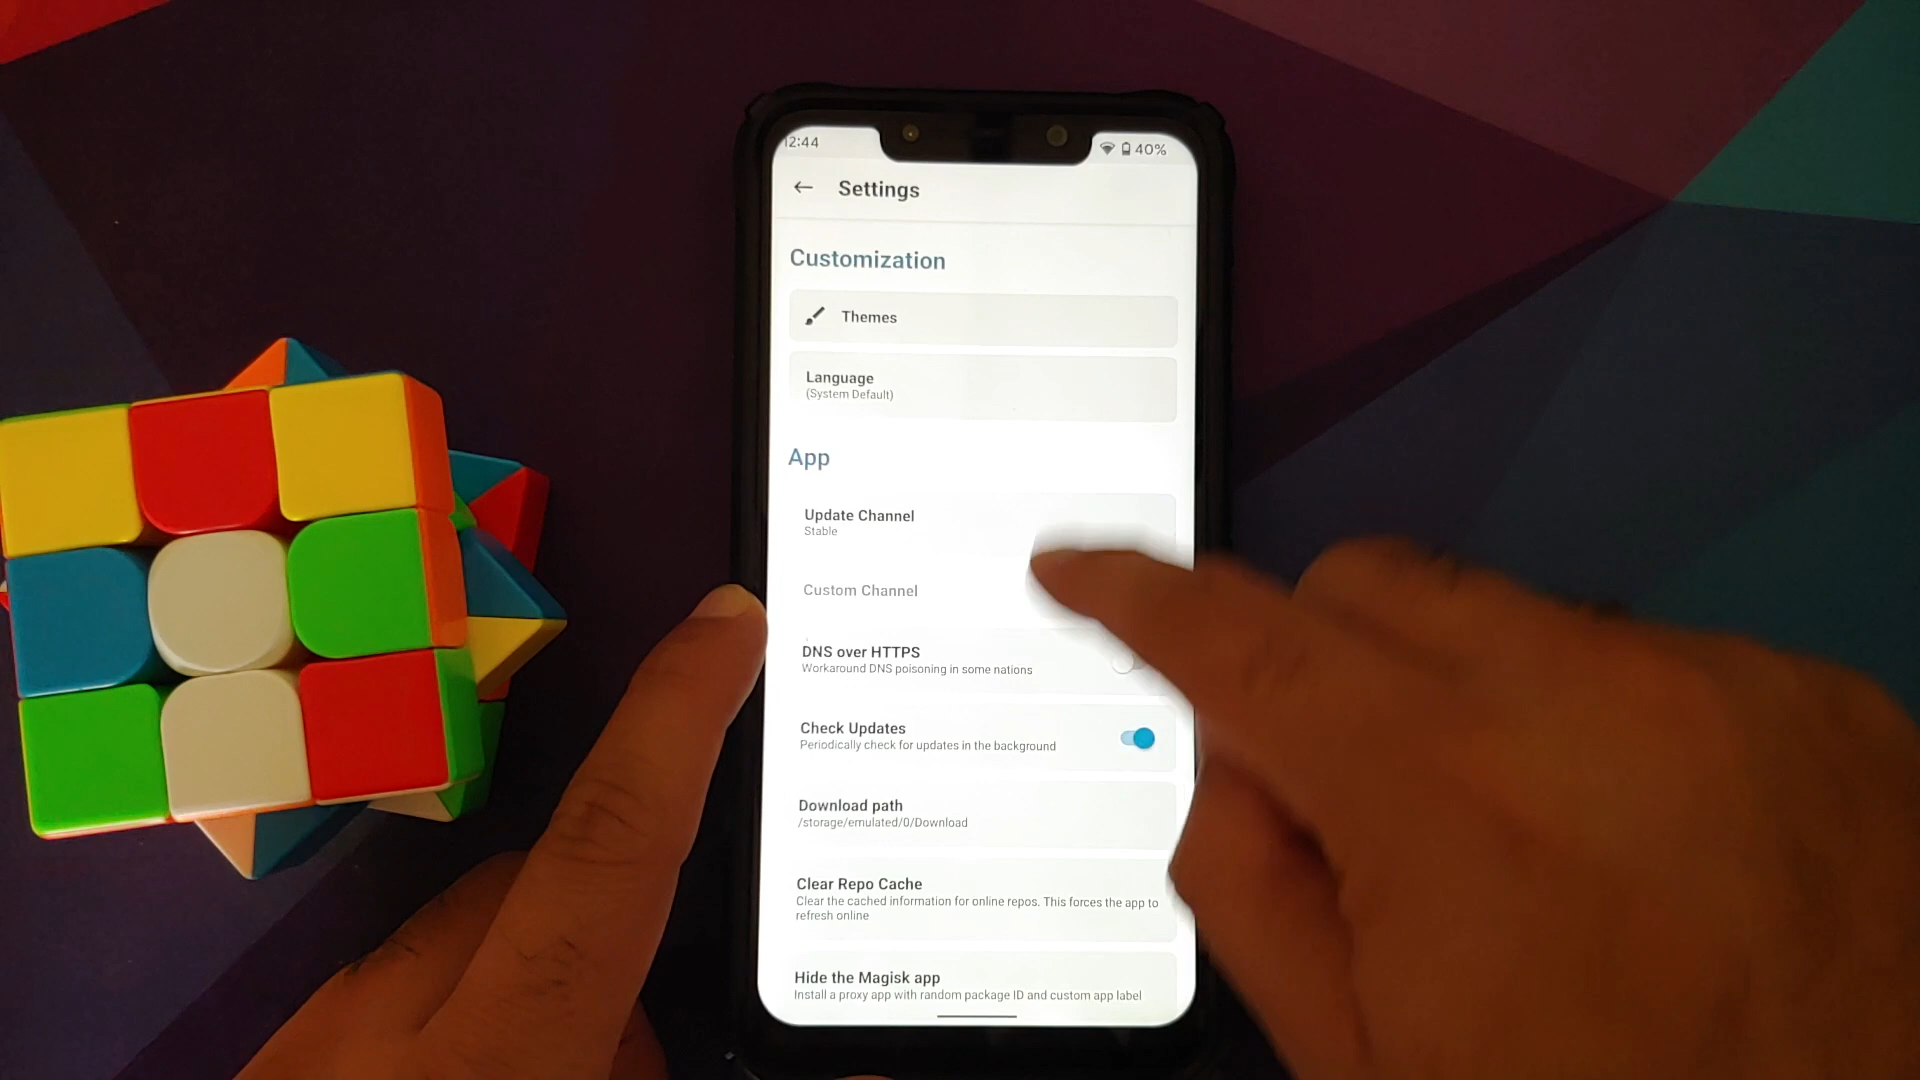 12:44
40%
Settings
Customization
Themes
Language
(System Default)
App
Update Channel
Stable
Custom Channel
DNS over HTTPS
Workaround DNS poisoning in some nations
Check Updates
Periodically check for updates in the background
Download path
/storage/emulated/0/Download
Clear Repo Cache
Clear the cached information for online repos. This forces the app to
refresh online
Hide the Magisk app
Install a proxy app with random package ID and custom app label